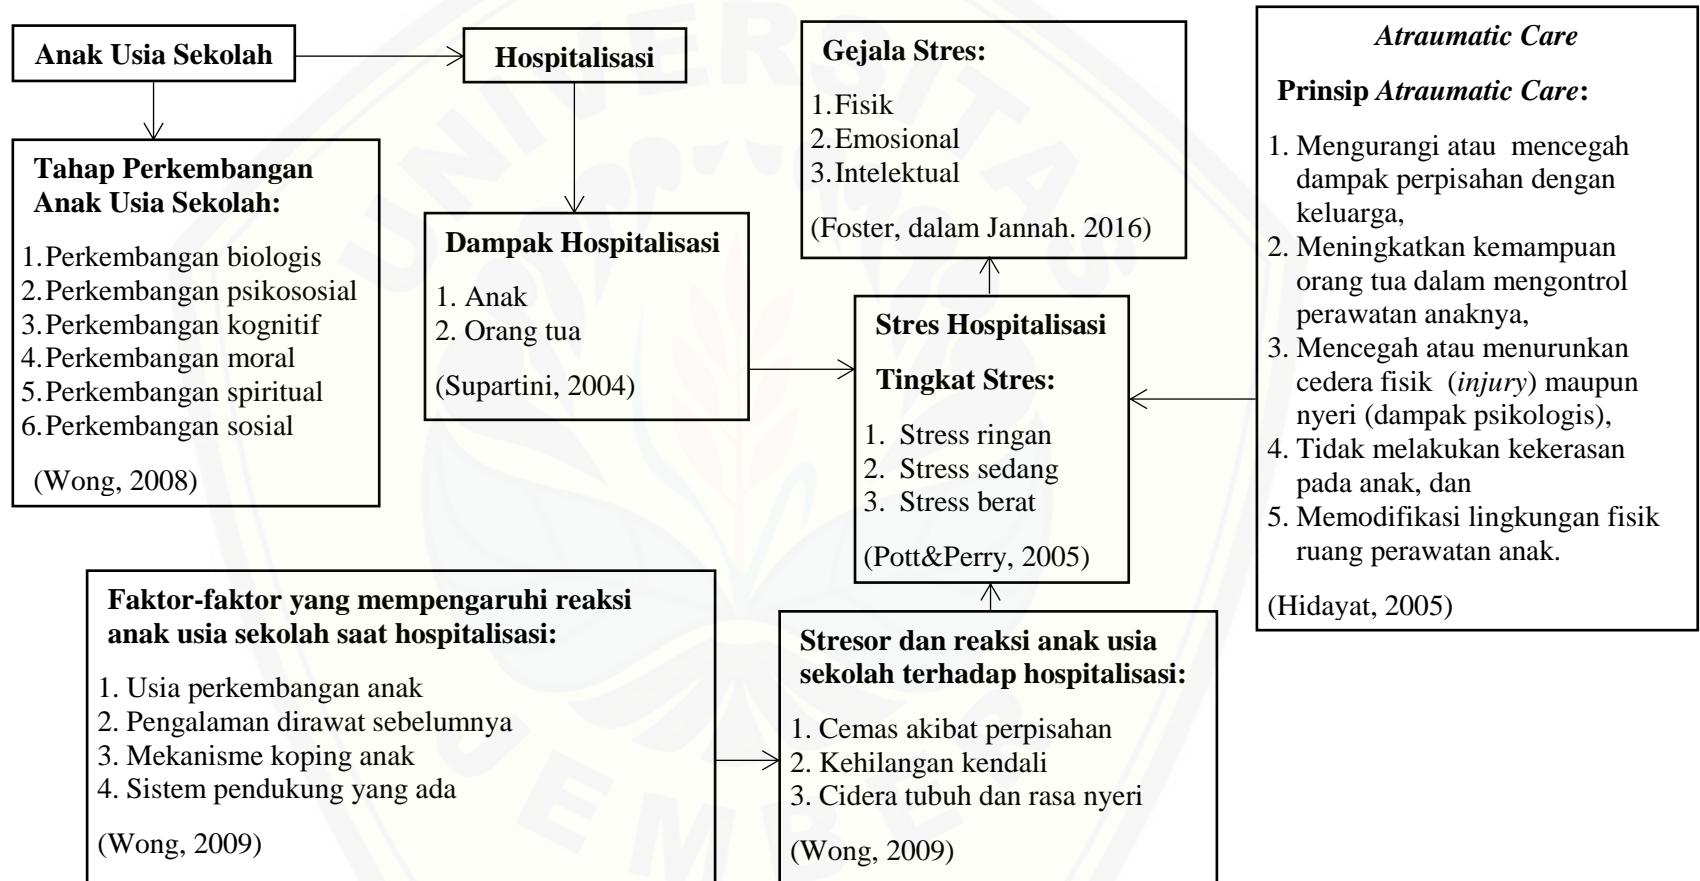 Anak Usia Sekolah
Hospitalisasi
Tahap Perkembangan
Anak Usia Sekolah:
1.Perkembangan biologis
2.Perkembangan psikososial
3.Perkembangan kognitif
4.Perkembangan moral
5.Perkembangan spiritual
6.Perkembangan sosial
(Wong, 2008)
Dampak Hospitalisasi
1. Anak
2. Orang tua
(Supartini, 2004)
Gejala Stres:
1.Fisik
2.Emosional
3.Intelektual
(Foster, dalam Jannah. 2016)
Stres Hospitalisasi
Tingkat Stres:
1. Stress ringan
2. Stress sedang
3. Stress berat
(Pott&Perry, 2005)
Atraumatic Care
Prinsip Atraumatic Care:
1. Mengurangi atau mencegah
dampak perpisahan dengan
keluarga,
2. Meningkatkan kemampuan
orang tua dalam mengontrol
perawatan anaknya,
3. Mencegah atau menurunkan
cedera fisik (injury) maupun
nyeri (dampak psikologis),
4. Tidak melakukan kekerasan
pada anak, dan
5. Memodifikasi lingkungan fisik
ruang perawatan anak.
(Hidayat, 2005)
Faktor-faktor yang mempengaruhi reaksi
anak usia sekolah saat hospitalisasi:
1. Usia perkembangan anak
2. Pengalaman dirawat sebelumnya
3. Mekanisme koping anak
4. Sistem pendukung yang ada
(Wong, 2009)
Stresor dan reaksi anak usia
sekolah terhadap hospitalisasi:
1. Cemas akibat perpisahan
2. Kehilangan kendali
3. Cidera tubuh dan rasa nyeri
(Wong, 2009)
UNIVERSITAS
JEMBER